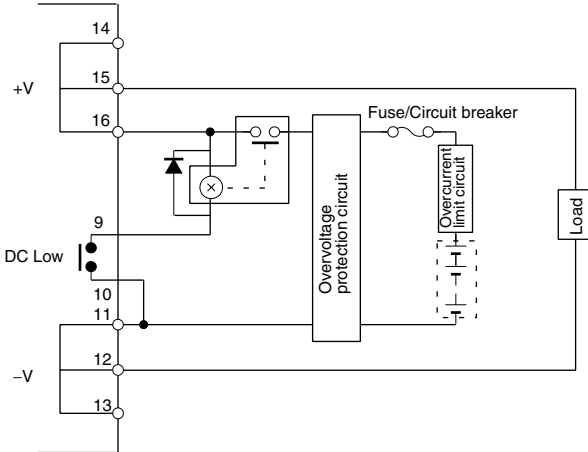 14
+V
15
16
Fuse/Circuit breaker
Overcurrent
limit circuit
Overvoltage
protection circuit
Load
9
DC Low
10
11
12
−V
13